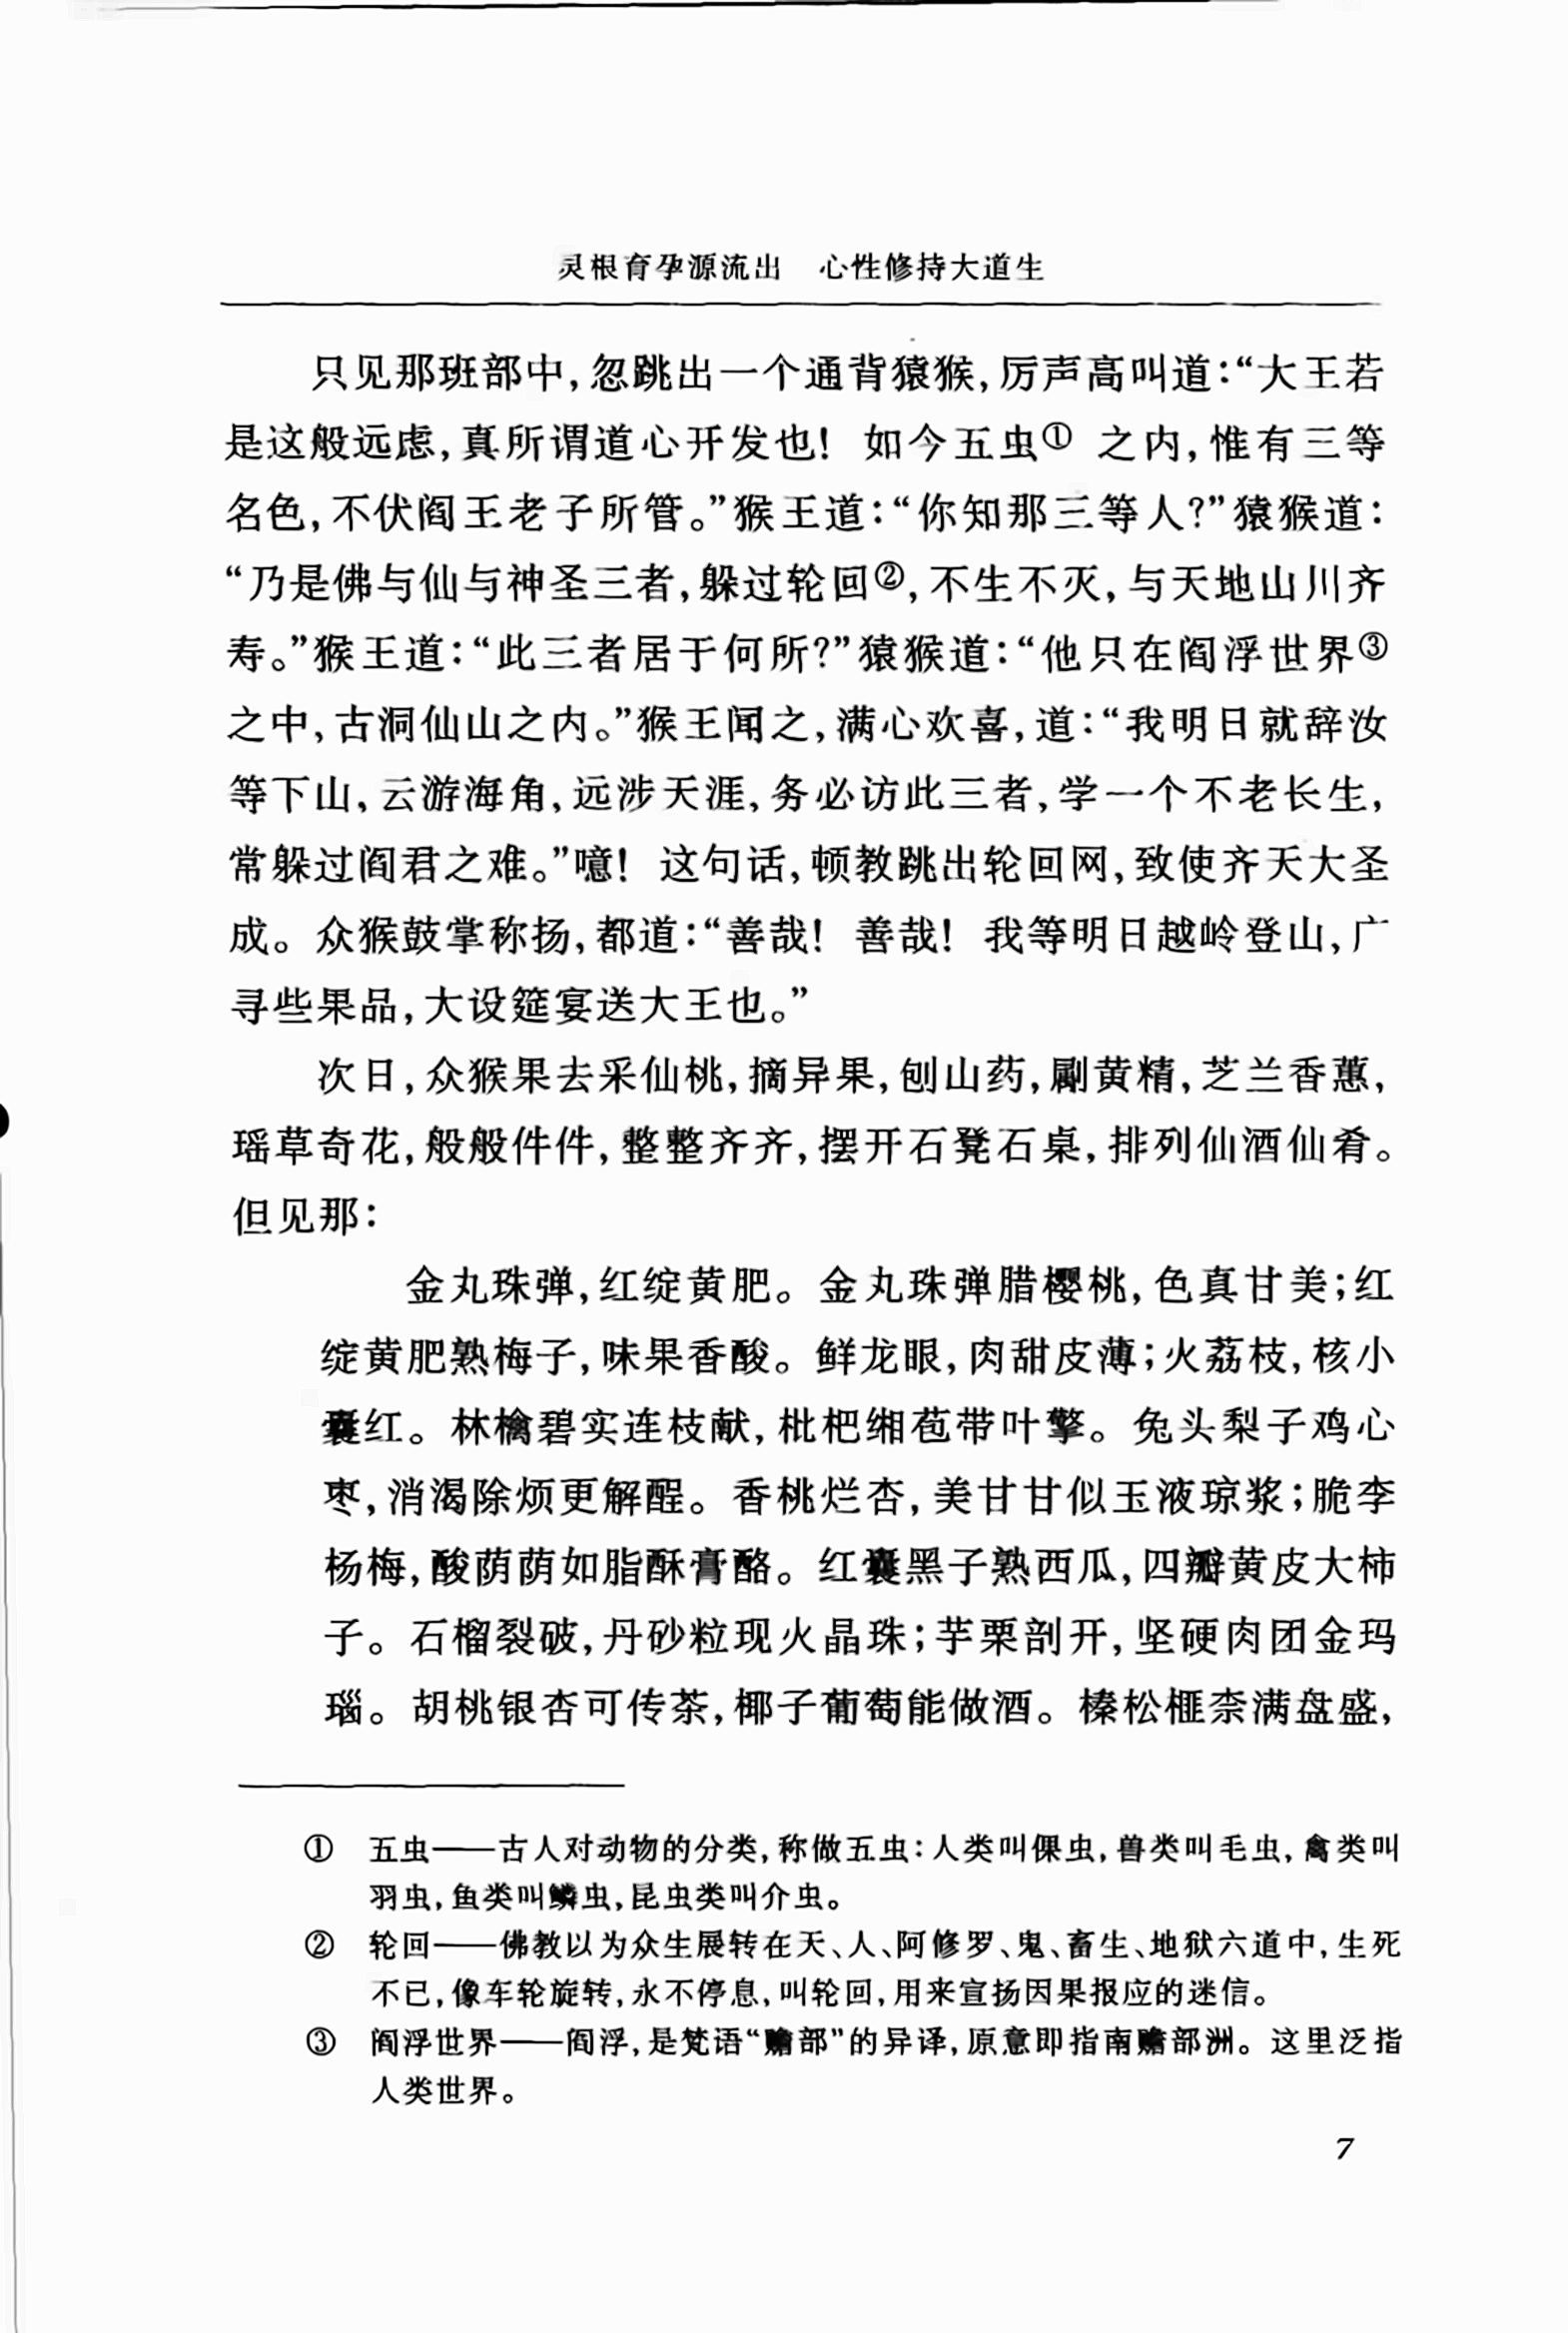 灵根育孕源流出　心性修持大道生
只见那班部中,忽跳出一个通背猿猴,厉声高叫道:“大王若
是这般远虑,真所谓道心开发也! 如今五虫① 之内,惟有三等
名色,不伏阎王老子所管。”猴王道:“你知那三等人?”猿猴道:
“乃是佛与仙与神圣三者,躲过轮回②,不生不灭,与天地山川齐
寿。”猴王道:“此三者居于何所?”猿猴道:“他只在阎浮世界③
之中,古洞仙山之内。”猴王闻之,满心欢喜,道:“我明日就辞汝
等下山,云游海角,远涉天涯,务必访此三者,学一个不老长生,
常躲过阎君之难。”噫! 这句话,顿教跳出轮回网,致使齐天大圣
成。众猴鼓掌称扬,都道:“善哉! 善哉! 我等明日越岭登山,广
寻些果品,大设筵宴送大王也。”
次日,众猴果去采仙桃,摘异果,刨山药,劚黄精,芝兰香蕙,
瑶草奇花,般般件件,整整齐齐,摆开石凳石桌,排列仙酒仙肴。
但见那:
金丸珠弹,红绽黄肥。金丸珠弹腊樱桃,色真甘美;红
绽黄肥熟梅子,味果香酸。鲜龙眼,肉甜皮薄;火荔枝,核小
囊红。林檎碧实连枝献,枇杷缃苞带叶擎。兔头梨子鸡心
枣,消渴除烦更解酲。香桃烂杏,美甘甘似玉液琼浆;脆李
杨梅,酸荫荫如脂酥膏酪。红囊黑子熟西瓜,四瓣黄皮大柿
子。石榴裂破,丹砂粒现火晶珠;芋栗剖开,坚硬肉团金玛
瑙。胡桃银杏可传茶,椰子葡萄能做酒。榛松榧柰满盘盛,
① 五虫——古人对动物的分类,称做五虫:人类叫倮虫,兽类叫毛虫,禽类叫
羽虫,鱼类叫鳞虫,昆虫类叫介虫。
② 轮回——佛教以为众生展转在天、人、阿修罗、鬼、畜生、地狱六道中,生死
不已,像车轮旋转,永不停息,叫轮回,用来宣扬因果报应的迷信。
③ 阎浮世界——阎浮,是梵语“赡部”的异译,原意即指南赡部洲。这里泛指
人类世界。
7